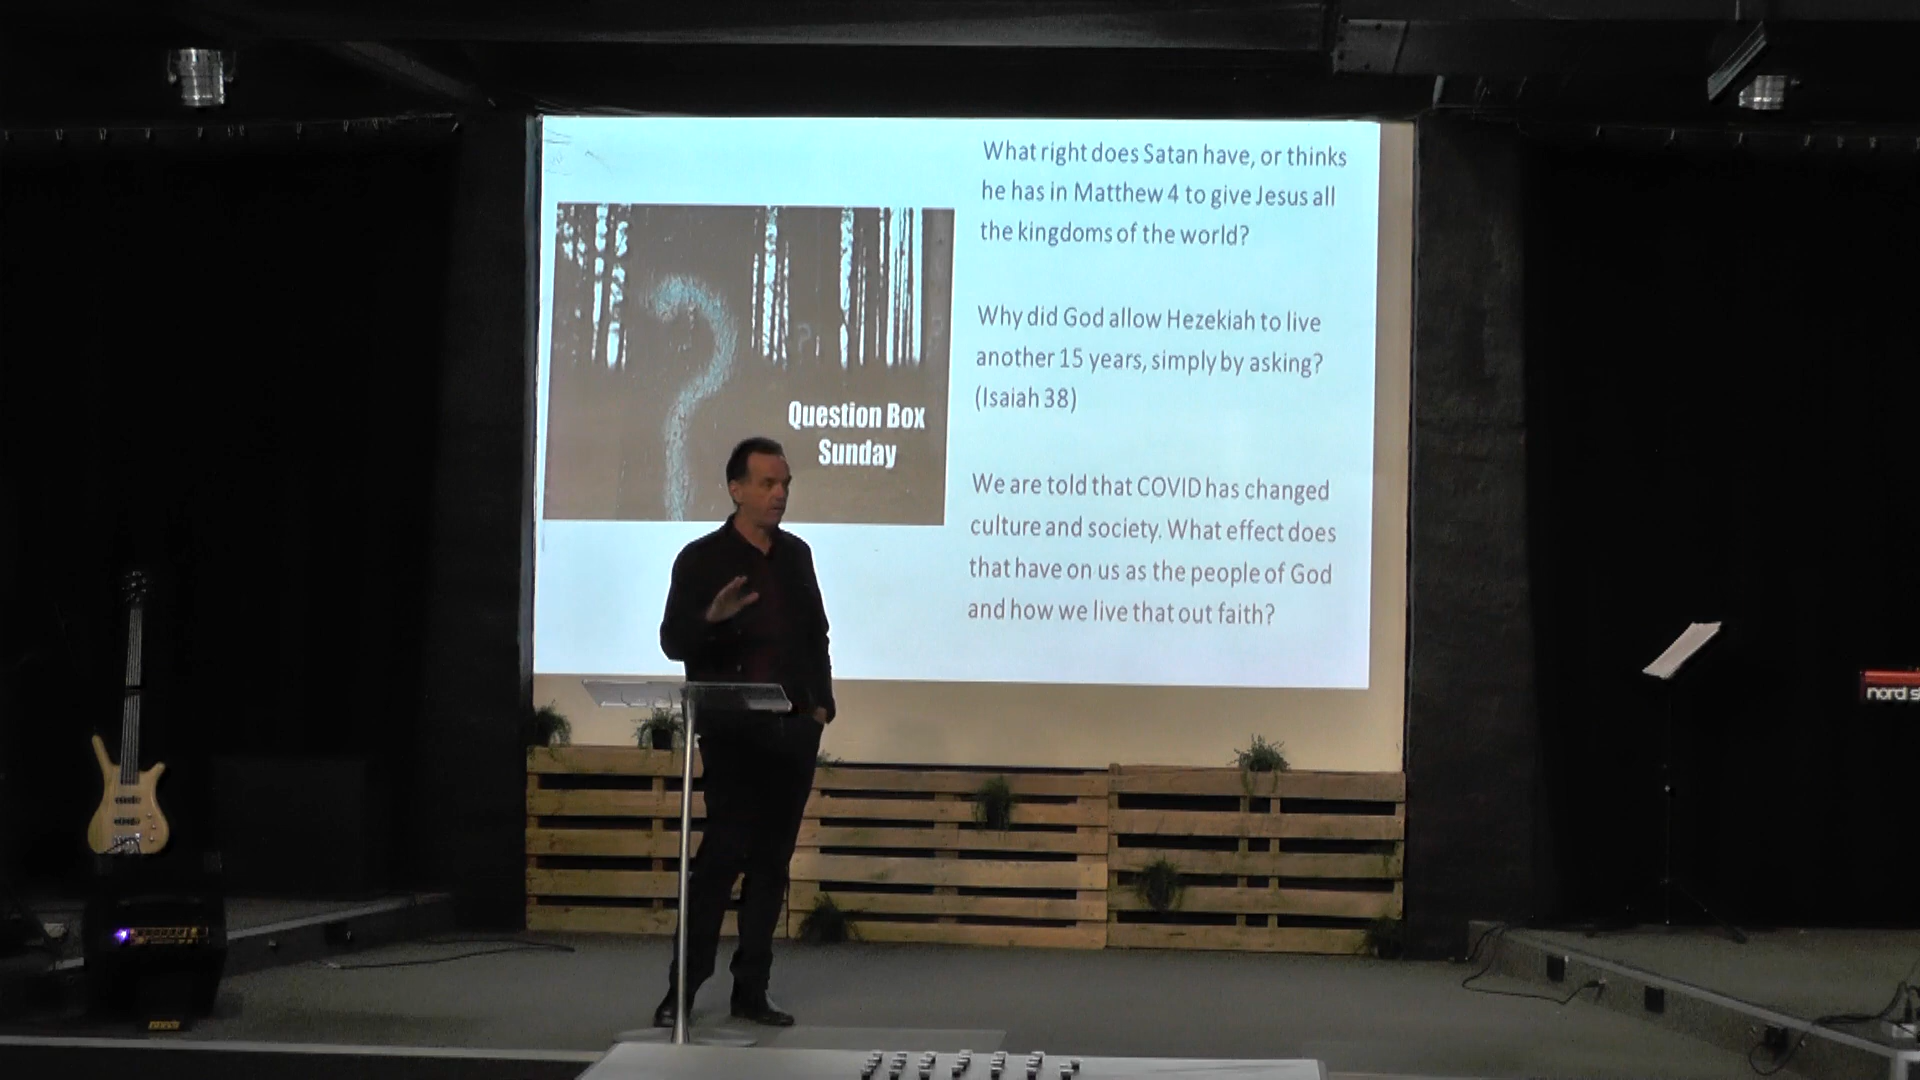 What right does Satan have, or thinks
he has in Matthew 4 to give Jesus all
the kingdoms of the world?
Why did God allow Hezekiah to live
another 15 years, simply by asking?
(Isaiah 38)
We are told that COVID has changed
culture and society. What effect does
that have on us as the people of God
and how we live that out faith?
Question Box
Sunday
nord